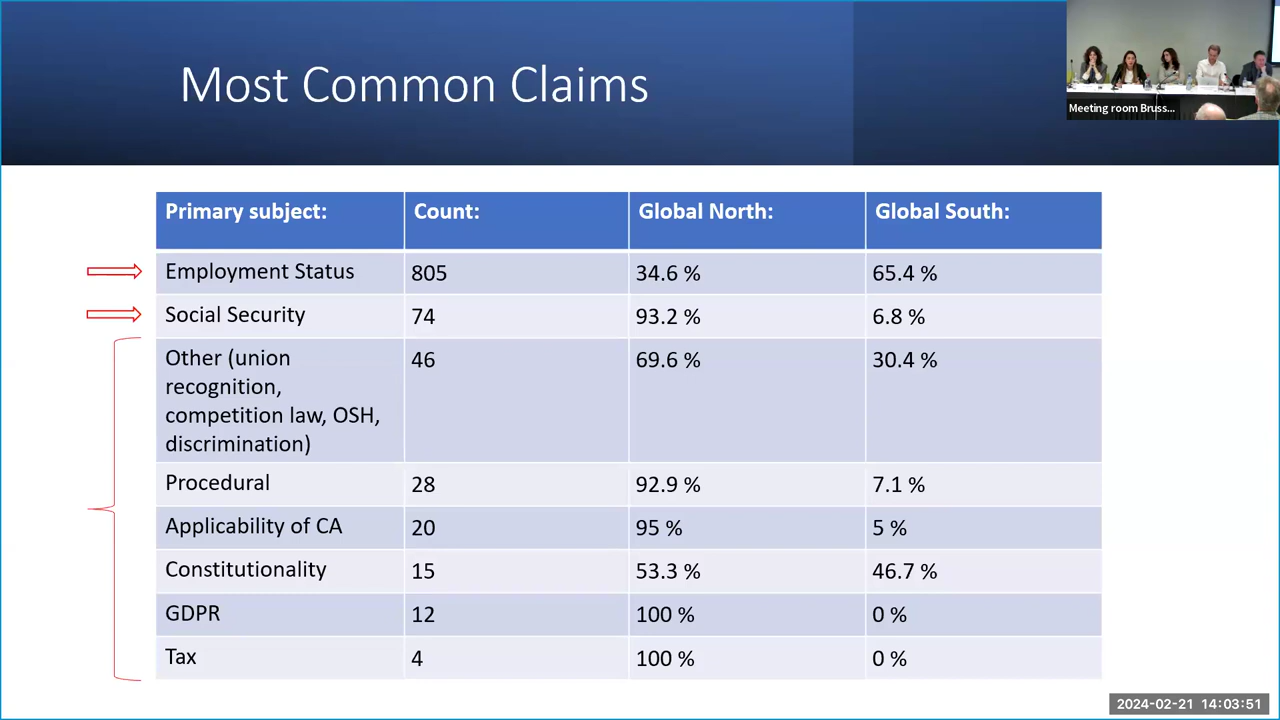 Most Common Claims
Meeting room Bruss...
Primary subject: Count: Global North: Global South:
Employment Status 805 34.6 % 65.4 %
Social Security 74 93.2 % 6.8 %
Other (union
recognition,
competition law, OSH,
discrimination) 46 69.6 % 30.4 %
Procedural 28 92.9 % 7.1 %
Applicability of CA 20 95 % 5 %
Constitutionality 15 53.3 % 46.7 %
GDPR 12 100 % 0 %
Tax 4 100 % 0 %
2024-02-21 14:03:51